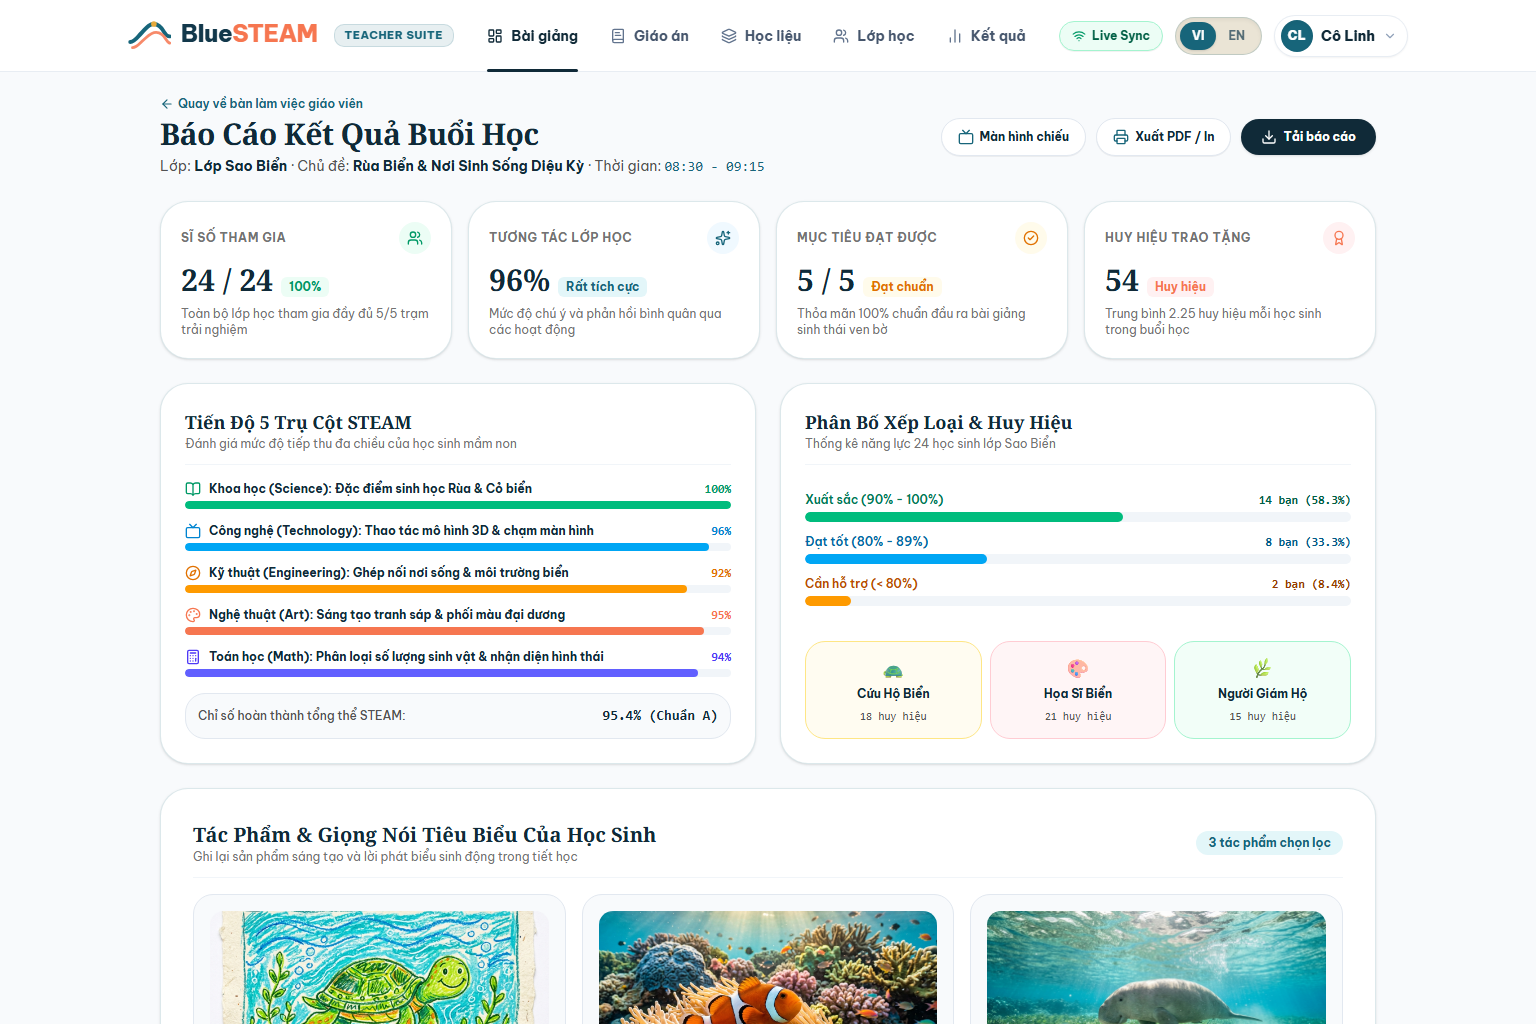 BlueSTEAM
TEACHER SUITE
Bài giảng
Giáo án
Học liệu
Lớp học
Kết quả
Live Sync
VI
EN
CL
Cô Linh
Quay về bàn làm việc giáo viên
Báo Cáo Kết Quả Buổi Học
Lớp: Lớp Sao Biển · Chủ đề: Rùa Biển & Nơi Sinh Sống Diệu Kỳ · Thời gian: 08:30 - 09:15
Màn hình chiếu
Xuất PDF / In
Tải báo cáo
SĨ SỐ THAM GIA
24 / 24 100%
Toàn bộ lớp học tham gia đầy đủ 5/5 trạm
trải nghiệm
TƯƠNG TÁC LỚP HỌC
96% Rất tích cực
Mức độ chú ý và phản hồi bình quân qua
các hoạt động
MỤC TIÊU ĐẠT ĐƯỢC
5 / 5 Đạt chuẩn
Thỏa mãn 100% chuẩn đầu ra bài giảng
sinh thái ven bờ
HUY HIỆU TRAO TẶNG
54 Huy hiệu
Trung bình 2.25 huy hiệu mỗi học sinh
trong buổi học
Tiến Độ 5 Trụ Cột STEAM
Đánh giá mức độ tiếp thu đa chiều của học sinh mầm non
Khoa học (Science): Đặc điểm sinh học Rùa & Cỏ biển 100%
Công nghệ (Technology): Thao tác mô hình 3D & chạm màn hình 96%
Kỹ thuật (Engineering): Ghép nối nơi sống & môi trường biển 92%
Nghệ thuật (Art): Sáng tạo tranh sáp & phối màu đại dương 95%
Toán học (Math): Phân loại số lượng sinh vật & nhận diện hình thái 94%
Chỉ số hoàn thành tổng thể STEAM: 95.4% (Chuẩn A)
Phân Bố Xếp Loại & Huy Hiệu
Thống kê năng lực 24 học sinh lớp Sao Biển
Xuất sắc (90% - 100%) 14 bạn (58.3%)
Đạt tốt (80% - 89%) 8 bạn (33.3%)
Cần hỗ trợ (< 80%) 2 bạn (8.4%)
Cứu Hộ Biển
18 huy hiệu
Họa Sĩ Biển
21 huy hiệu
Người Giám Hộ
15 huy hiệu
Tác Phẩm & Giọng Nói Tiêu Biểu Của Học Sinh
Ghi lại sản phẩm sáng tạo và lời phát biểu sinh động trong tiết học
3 tác phẩm chọn lọc